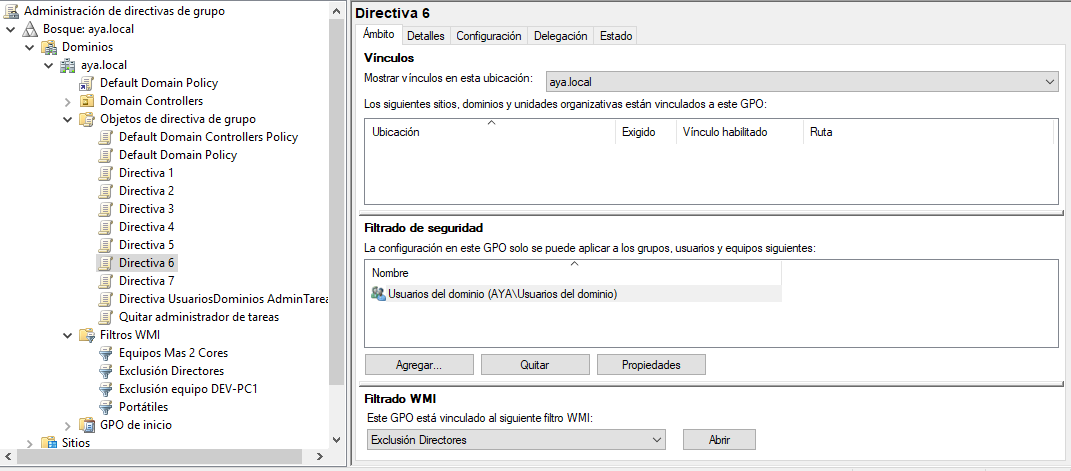 Administración de directivas de grupo
Bosque: aya.local
Dominios
aya.local
Default Domain Policy
Domain Controllers
Objetos de directiva de grupo
Default Domain Controllers Policy
Default Domain Policy
Directiva 1
Directiva 2
Directiva 3
Directiva 4
Directiva 5
Directiva 6
Directiva 7
Directiva UsuariosDominios AdminTarea
Quitar administrador de tareas
Filtros WMI
Equipos Mas 2 Cores
Exclusión Directores
Exclusión equipo DEV-PC1
Portátiles
GPO de inicio
Sitios
Directiva 6
Ámbito Detalles Configuración Delegación Estado
Vínculos
Mostrar vínculos en esta ubicación: aya.local
Los siguientes sitios, dominios y unidades organizativas están vinculados a este GPO:
Ubicación Exigido Vínculo habilitado Ruta
Filtrado de seguridad
La configuración en este GPO solo se puede aplicar a los grupos, usuarios y equipos siguientes:
Nombre
Usuarios del dominio (AYA\Usuarios del dominio)
Agregar... Quitar Propiedades
Filtrado WMI
Este GPO está vinculado al siguiente filtro WMI:
Exclusión Directores Abrir